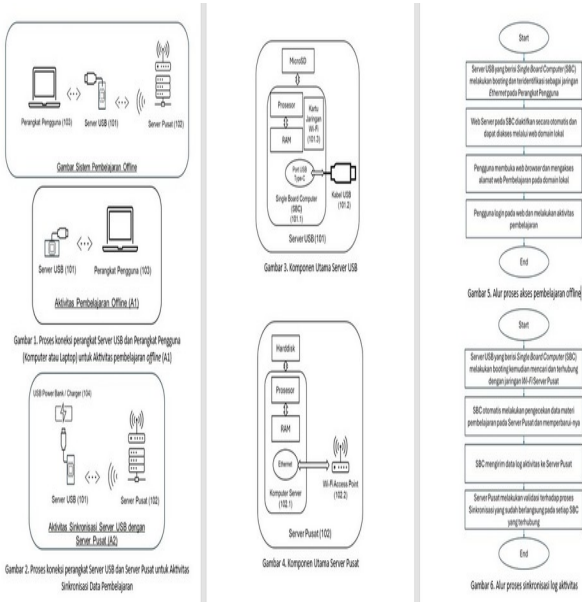 Perangkat Pengguna (103)
Server USB (101)
Server Pusat (102)
Gambar Sistem Pembelajaran Offline
Server USB (101)
Perangkat Pengguna (103)
Aktivitas Pembelajaran Offline (A1)
Gambar 1. Proses koneksi perangkat Server USB dan Perangkat Pengguna
(Komputer atau Laptop) untuk Aktivitas pembelajaran offline (A1)
USB Power Bank / Charger (104)
Server USB (101)
Server Pusat (102)
Aktivitas Sinkronisasi Server USB dengan
Server Pusat (A2)
Gambar 2. Proses koneksi perangkat Server USB dan Server Pusat untuk Aktivitas
Sinkronisasi Data Pembelajaran
MicroSD
Prosesor
RAM
Kartu
Jaringan
Wi-Fi
(101.3)
Port USB
Type-C
Single Board Computer
(SBC)
(101.1)
Kabel USB
(101.2)
Server USB (101)
Gambar 3. Komponen Utama Server USB
Harddisk
Prosesor
RAM
Ethernet
Komputer Server
(102.1)
Wi-Fi Access Point
(102.2)
Server Pusat (102)
Gambar 4. Komponen Utama Server Pusat
Start
Server USB yang berisi Single Board Computer (SBC)
melakukan booting dan teridentifikasi sebagai jaringan
Ethernet pada Perangkat Pengguna
Web Server pada SBC diaktifkan secara otomatis dan
dapat diakses melalui web domain lokal
Pengguna membuka web browser dan mengakses
alamat web Pembelajaran pada domain lokal
Pengguna login pada web dan melakukan aktivitas
pembelajaran
End
Gambar 5. Alur proses akses pembelajaran offline
Start
Server USB yang berisi Single Board Computer (SBC)
melakukan booting kemudian mencari dan terhubung
dengan jaringan Wi-Fi Server Pusat
SBC otomatis melakukan pengecekan data materi
pembelajaran pada Server Pusat dan memperbarui-nya
SBC mengirim data log aktivitas ke Server Pusat
Server Pusat melakukan validasi terhadap proses
Sinkronisasi yang sudah berlangsung pada setiap SBC
yang terhubung
End
Gambar 6. Alur proses sinkronisasi log aktivitas